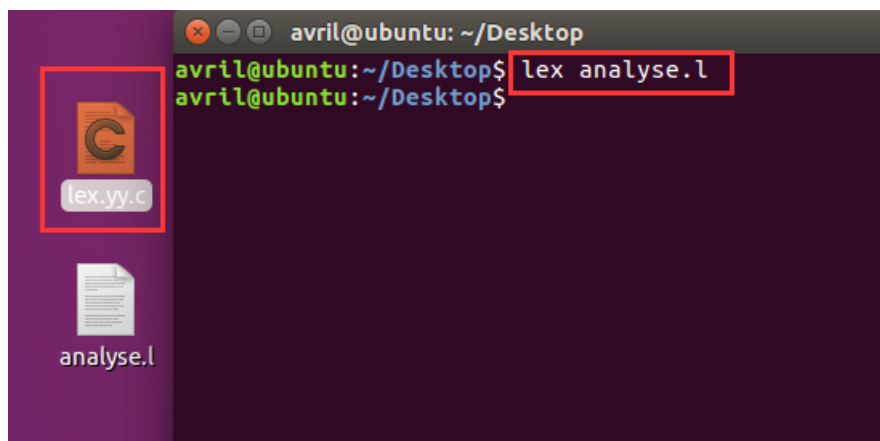 avril@ubuntu: ~/Desktop
avril@ubuntu:~/Desktop$ lex analyse.l
avril@ubuntu:~/Desktop$
lex.yy.c
analyse.l